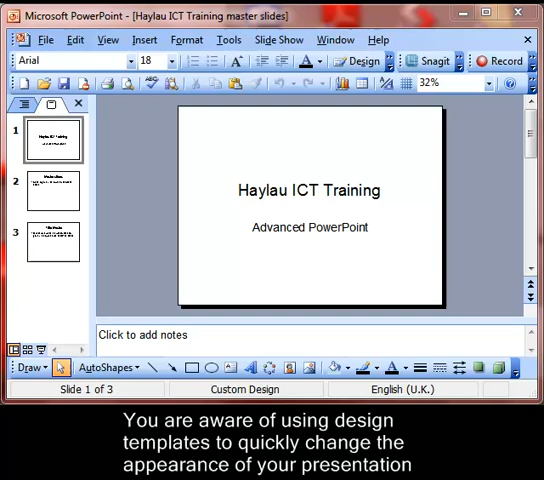 Microsoft PowerPoint - [Haylau ICT Training master slides]
File Edit View Insert Format Tools Slide Show Window Help
Arial 18 A Design Snagit Record
32%
1 Haylau ICT Training
2
3
Haylau ICT Training
Advanced PowerPoint
Click to add notes
Draw AutoShapes
Slide 1 of 3 Custom Design English (U.K.)
You are aware of using design
templates to quickly change the
appearance of your presentation